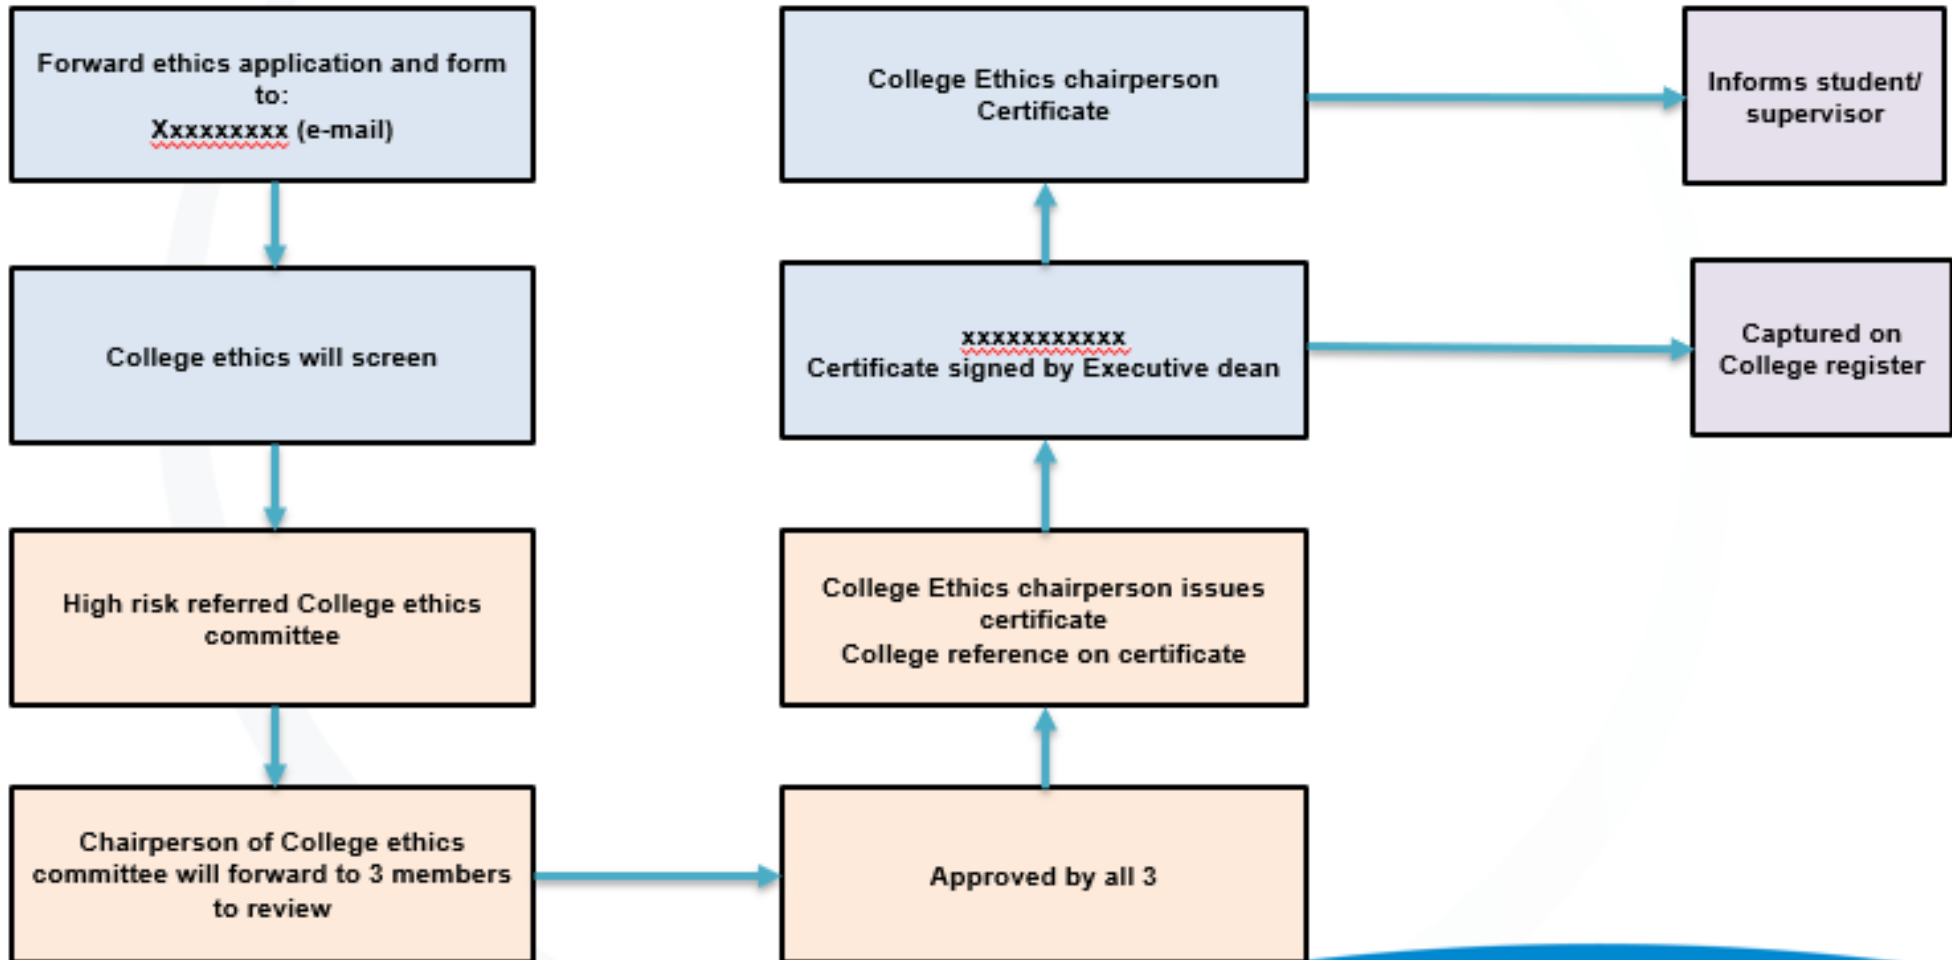 Forward ethics application and form
to:
Xxxxxxxxxx (e-mail)
College ethics will screen
High risk referred College ethics
committee
Chairperson of College ethics
committee will forward to 3 members
to review
Approved by all 3
College Ethics chairperson issues
certificate
College reference on certificate
xxxxxxxxxxx
Certificate signed by Executive dean
Captured on
College register
College Ethics chairperson
Certificate
Informs student/
supervisor